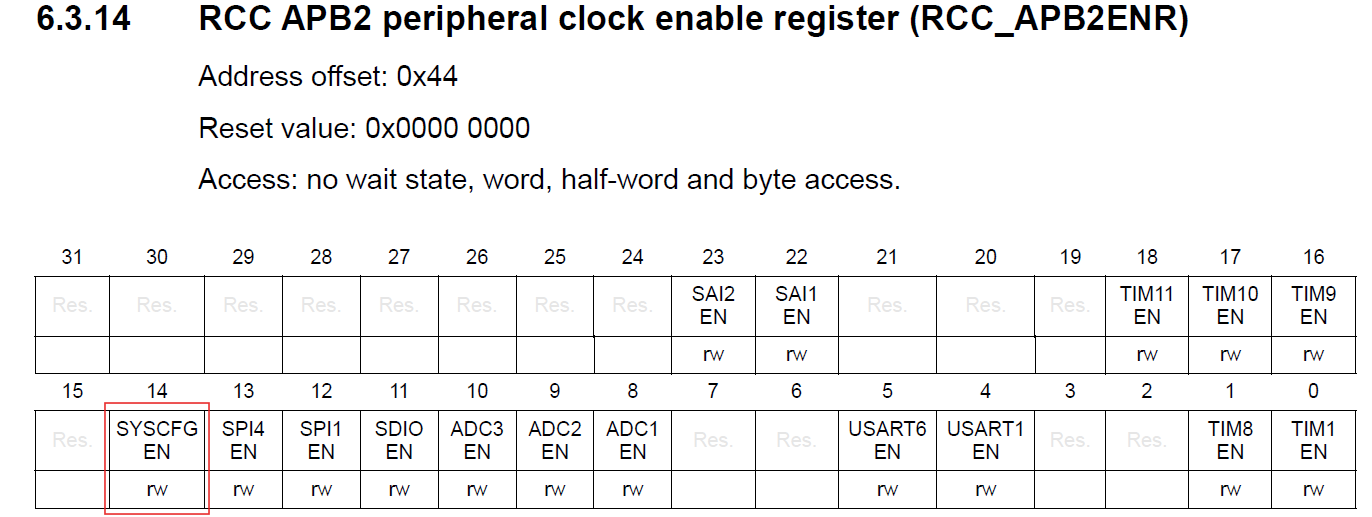 6.3.14 RCC APB2 peripheral clock enable register (RCC_APB2ENR)
Address offset: 0x44
Reset value: 0x0000 0000
Access: no wait state, word, half-word and byte access.
31 30 29 28 27 26 25 24 23 22 21 20 19 18 17 16
Res. Res. Res. Res. Res. Res. Res. Res. SAI2 EN SAI1 EN Res. Res. Res. TIM11 EN TIM10 EN TIM9 EN
rw rw rw rw rw
15 14 13 12 11 10 9 8 7 6 5 4 3 2 1 0
Res. SYSCFG EN SPI4 EN SPI1 EN SDIO EN ADC3 EN ADC2 EN ADC1 EN Res. Res. USART6 EN USART1 EN Res. Res. TIM8 EN TIM1 EN
rw rw rw rw rw rw rw rw rw rw rw